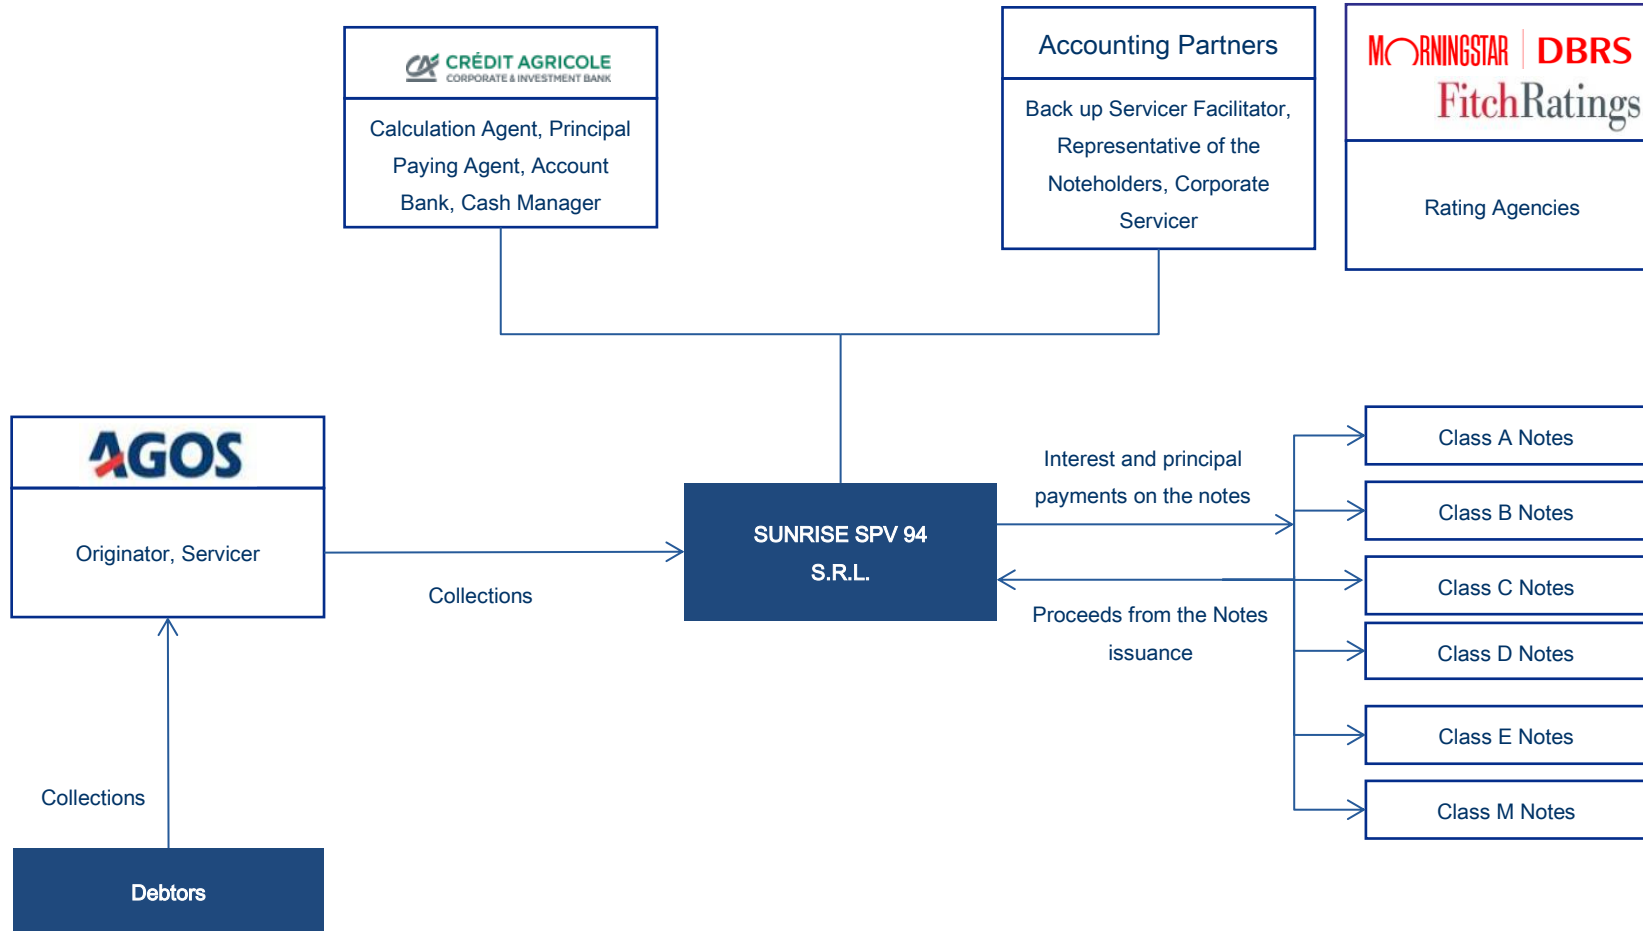 CRÉDIT AGRICOLE
CORPORATE & INVESTMENT BANK
Calculation Agent, Principal
Paying Agent, Account
Bank, Cash Manager
Accounting Partners
Back up Servicer Facilitator,
Representative of the
Noteholders, Corporate
Servicer
MORNINGSTAR | DBRS
FitchRatings
Rating Agencies
AGOS
Originator, Servicer
Collections
SUNRISE SPV 94
S.R.L.
Interest and principal
payments on the notes
Proceeds from the Notes
issuance
Class A Notes
Class B Notes
Class C Notes
Class D Notes
Class E Notes
Class M Notes
Collections
Debtors